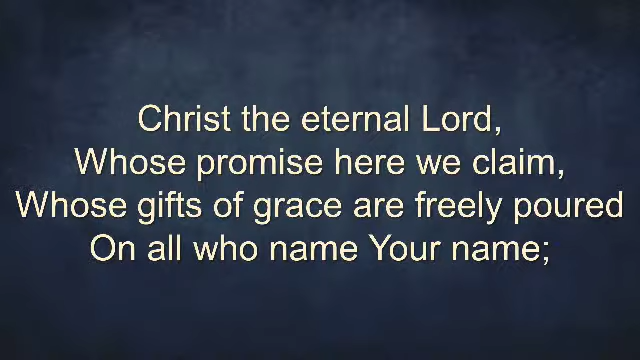 Christ the eternal Lord,
Whose promise here we claim,
Whose gifts of grace are freely poured
On all who name Your name;